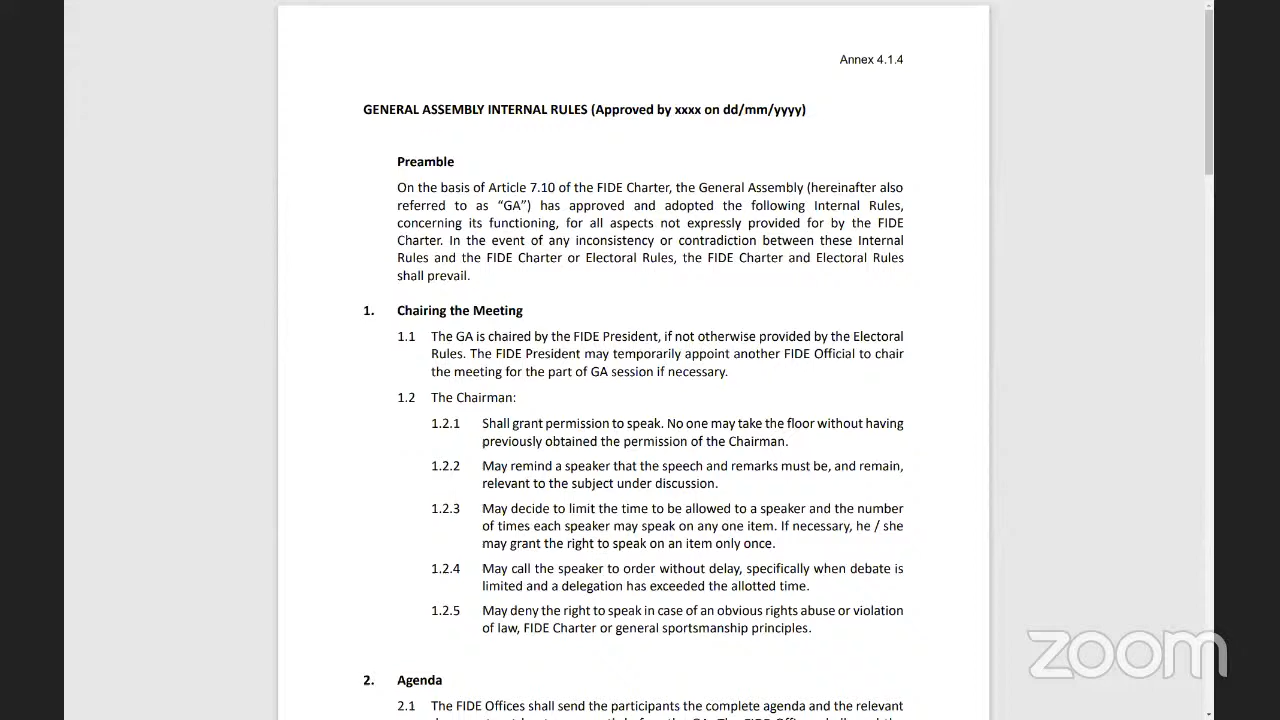 Annex 4.1.4
GENERAL ASSEMBLY INTERNAL RULES (Approved by xxxx on dd/mm/yyyy)
Preamble
On the basis of Article 7.10 of the FIDE Charter, the General Assembly (hereinafter also
referred to as “GA”) has approved and adopted the following Internal Rules,
concerning its functioning, for all aspects not expressly provided for by the FIDE
Charter. In the event of any inconsistency or contradiction between these Internal
Rules and the FIDE Charter or Electoral Rules, the FIDE Charter and Electoral Rules
shall prevail.
1. Chairing the Meeting
1.1 The GA is chaired by the FIDE President, if not otherwise provided by the Electoral
Rules. The FIDE President may temporarily appoint another FIDE Official to chair
the meeting for the part of GA session if necessary.
1.2 The Chairman:
1.2.1 Shall grant permission to speak. No one may take the floor without having
previously obtained the permission of the Chairman.
1.2.2 May remind a speaker that the speech and remarks must be, and remain,
relevant to the subject under discussion.
1.2.3 May decide to limit the time to be allowed to a speaker and the number
of times each speaker may speak on any one item. If necessary, he / she
may grant the right to speak on an item only once.
1.2.4 May call the speaker to order without delay, specifically when debate is
limited and a delegation has exceeded the allotted time.
1.2.5 May deny the right to speak in case of an obvious rights abuse or violation
of law, FIDE Charter or general sportsmanship principles.
zoom
2. Agenda
2.1 The FIDE Offices shall send the participants the complete agenda and the relevant